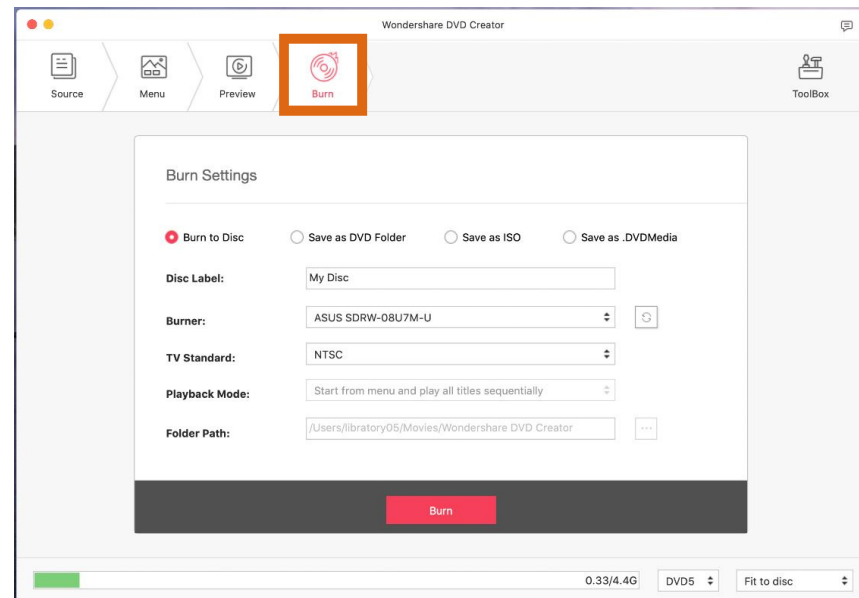 Wondershare DVD Creator
Source
Menu
Preview
Burn
ToolBox
Burn Settings
Burn to Disc
Save as DVD Folder
Save as ISO
Save as .DVDMedia
Disc Label:
My Disc
Burner:
ASUS SDRW-08U7M-U
TV Standard:
NTSC
Playback Mode:
Start from menu and play all titles sequentially
Folder Path:
/Users/libratory05/Movies/Wondershare DVD Creator
...
Burn
0.33/4.4G
DVD5
Fit to disc